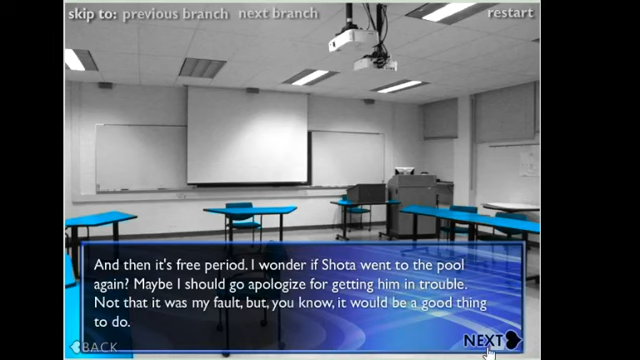 skip to: previous branch next branch restart
And then it's free period. I wonder if Shota went to the pool
again? Maybe I should go apologize for getting him in trouble.
Not that it was my fault, but, you know, it would be a good thing
to do.
BACK NEXT